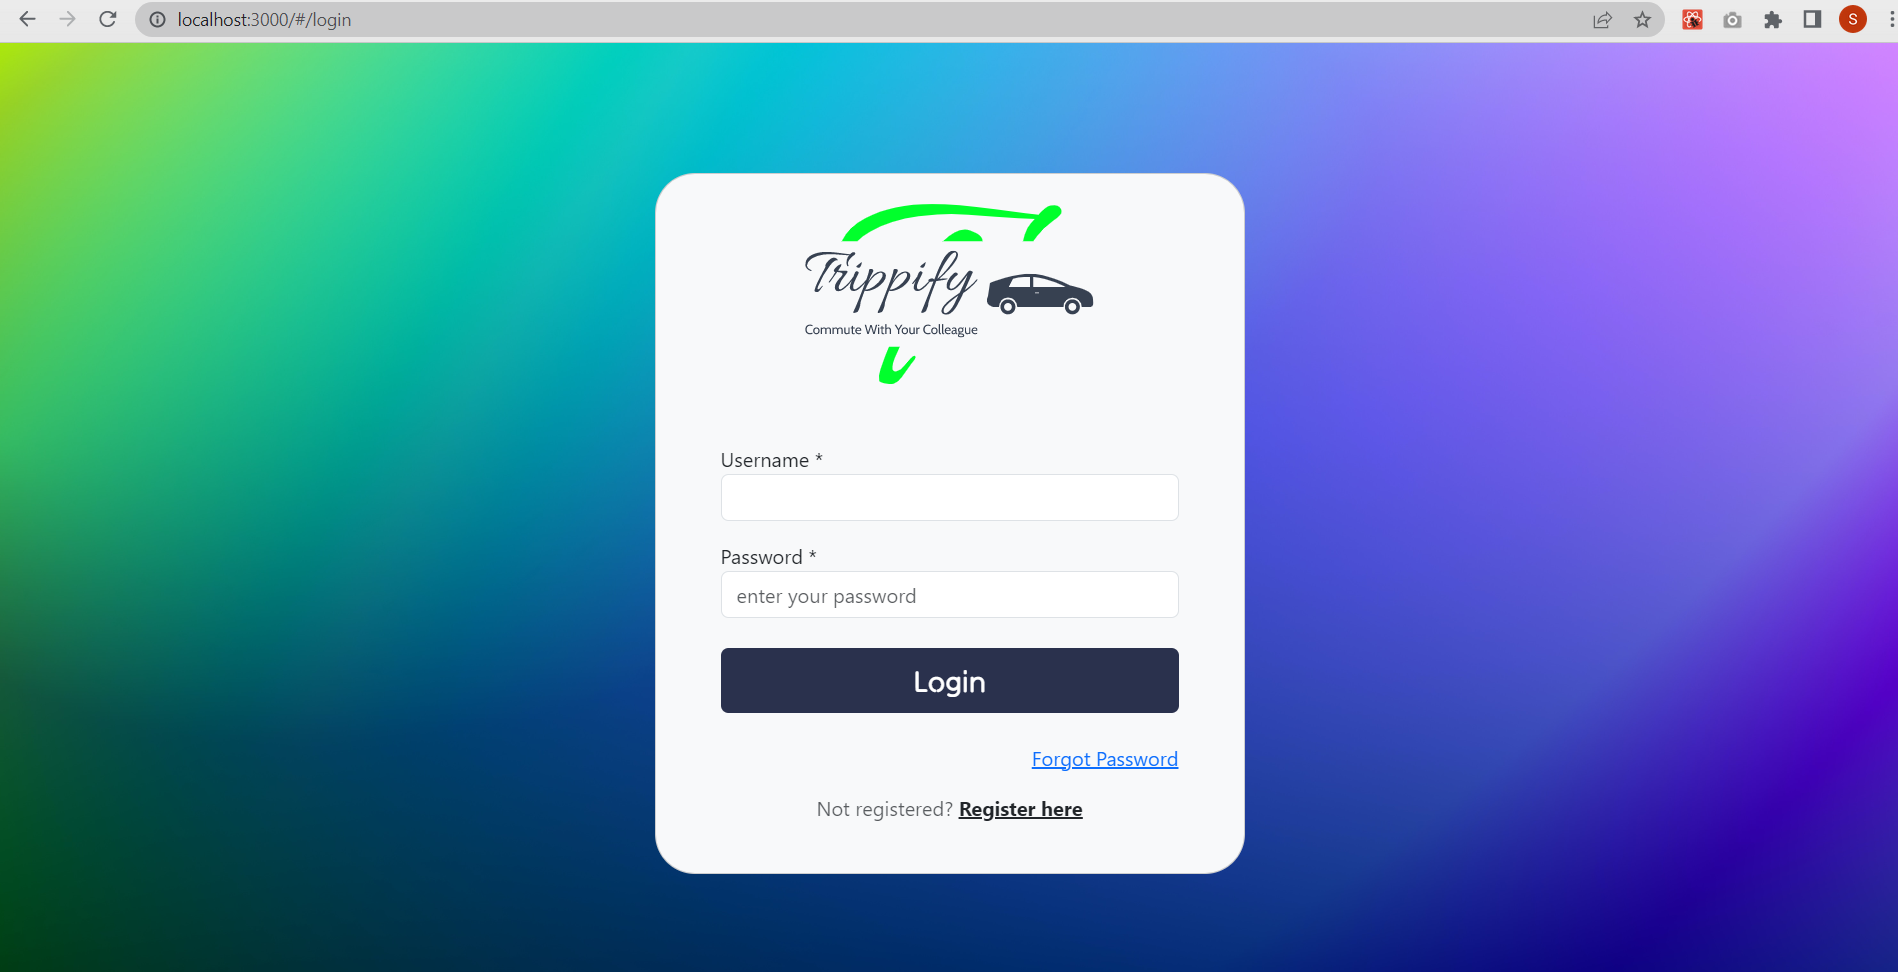 localhost:3000/#/login
S
Trippify
Commute With Your Colleague
Username *
Password *
enter your password
Login
Forgot Password
Not registered? Register here